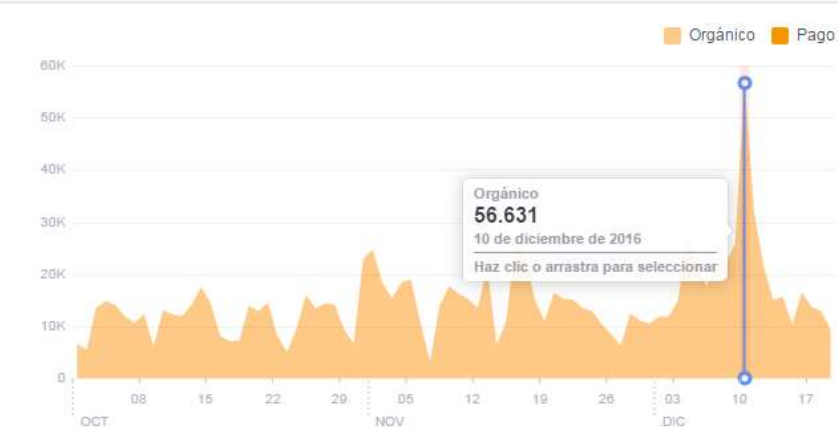 Orgánico Pago
60K
50K
40K
30K
20K
10K
0
Orgánico
56.631
10 de diciembre de 2016
Haz clic o arrastra para seleccionar
08 15 22 29 05 12 19 26 03 10 17
OCT NOV DIC